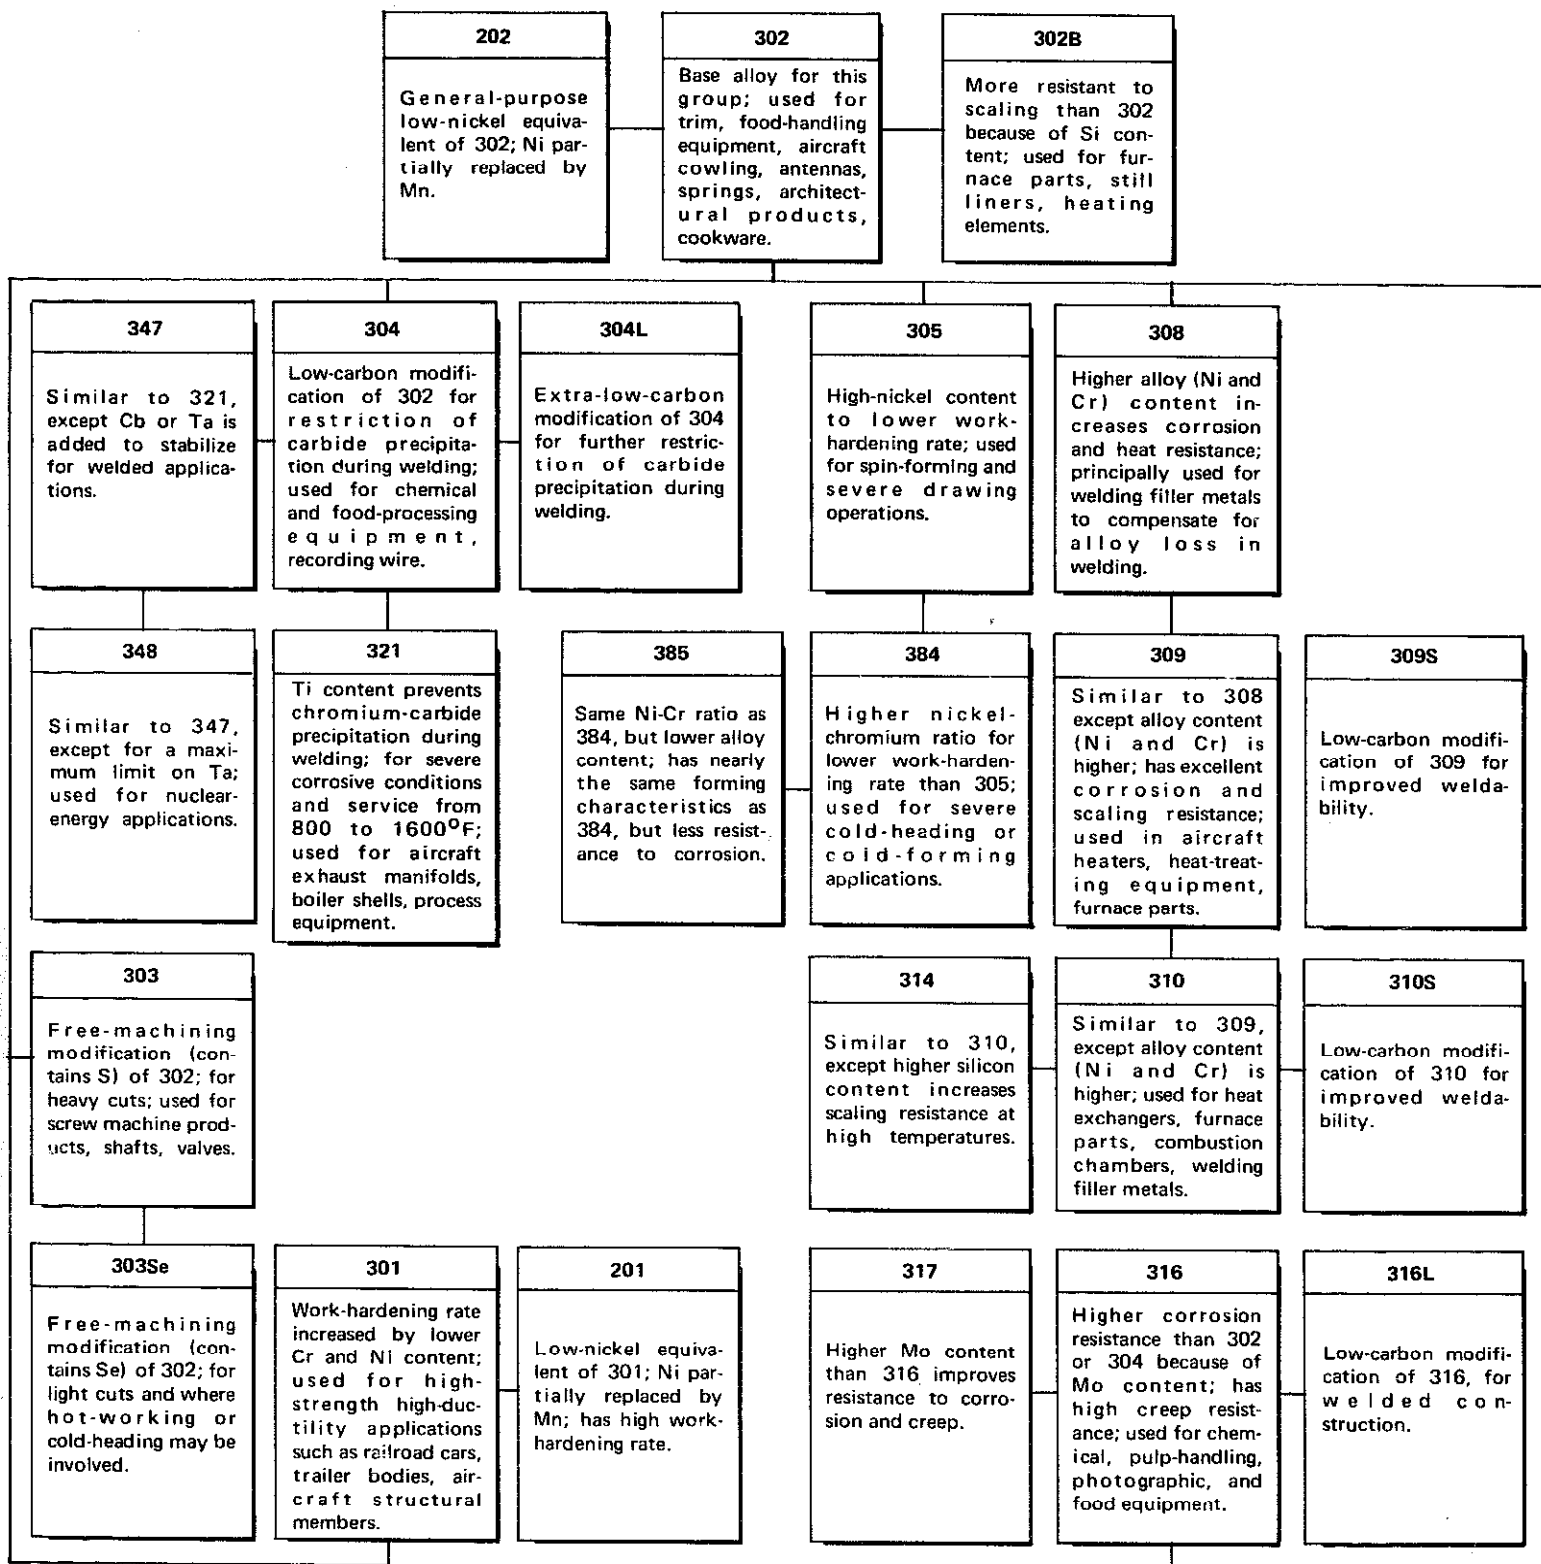 202
General-purpose
low-nickel equiva-
lent of 302; Ni par-
tially replaced by
Mn.
302
Base alloy for this
group; used for
trim, food-handling
equipment, aircraft
cowling, antennas,
springs, architect-
ural products,
cookware.
302B
More resistant to
scaling than 302
because of Si con-
tent; used for fur-
nace parts, still
liners, heating
elements.
347
Similar to 321,
except Cb or Ta is
added to stabilize
for welded applica-
tions.
304
Low-carbon modifi-
cation of 302 for
restriction of
carbide precipita-
tion during welding;
used for chemical
and food-processing
equipment,
recording wire.
304L
Extra-low-carbon
modification of 304
for further restric-
tion of carbide
precipitation during
welding.
305
High-nickel content
to lower work-
hardening rate; used
for spin-forming and
severe drawing
operations.
308
Higher alloy (Ni and
Cr) content in-
creases corrosion
and heat resistance;
principally used for
welding filler metals
to compensate for
alloy loss in
welding.
348
Similar to 347,
except for a maxi-
mum limit on Ta;
used for nuclear-
energy applications.
321
Ti content prevents
chromium-carbide
precipitation during
welding; for severe
corrosive conditions
and service from
800 to 1600°F;
used for aircraft
exhaust manifolds,
boiler shells, process
equipment.
385
Same Ni-Cr ratio as
384, but lower alloy
content; has nearly
the same forming
characteristics as
384, but less resist-
ance to corrosion.
384
Higher nickel-
chromium ratio for
lower work-harden-
ing rate than 305;
used for severe
cold-heading or
cold-forming
applications.
309
Similar to 308
except alloy content
(Ni and Cr) is
higher; has excellent
corrosion and
scaling resistance;
used in aircraft
heaters, heat-treat-
ing equipment,
furnace parts.
309S
Low-carbon modifi-
cation of 309 for
improved welda-
bility.
303
Free-machining
modification (con-
tains S) of 302; for
heavy cuts; used for
screw machine prod-
ucts, shafts, valves.
314
Similar to 310,
except higher silicon
content increases
scaling resistance at
high temperatures.
310
Similar to 309,
except alloy content
(Ni and Cr) is
higher; used for heat
exchangers, furnace
parts, combustion
chambers, welding
filler metals.
310S
Low-carbon modifi-
cation of 310 for
improved welda-
bility.
303Se
Free-machining
modification (con-
tains Se) of 302; for
light cuts and where
hot-working or
cold-heading may be
involved.
301
Work-hardening rate
increased by lower
Cr and Ni content;
used for high-
strength high-duc-
tility applications
such as railroad cars,
trailer bodies, air-
craft structural
members.
201
Low-nickel equiva-
lent of 301; Ni par-
tially replaced by
Mn; has high work-
hardening rate.
317
Higher Mo content
than 316 improves
resistance to corro-
sion and creep.
316
Higher corrosion
resistance than 302
or 304 because of
Mo content; has
high creep resist-
ance; used for chem-
ical, pulp-handling,
photographic, and
food equipment.
316L
Low-carbon modifi-
cation of 316, for
welded con-
struction.